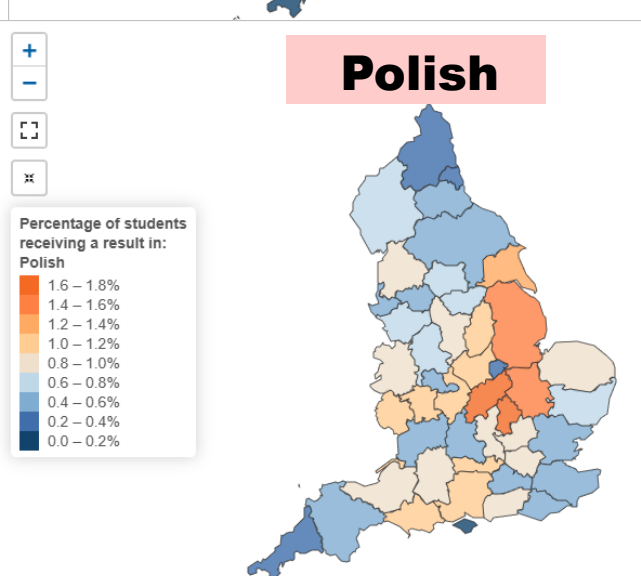 +
−
Polish
Percentage of students
receiving a result in:
Polish
1.6 – 1.8%
1.4 – 1.6%
1.2 – 1.4%
1.0 – 1.2%
0.8 – 1.0%
0.6 – 0.8%
0.4 – 0.6%
0.2 – 0.4%
0.0 – 0.2%